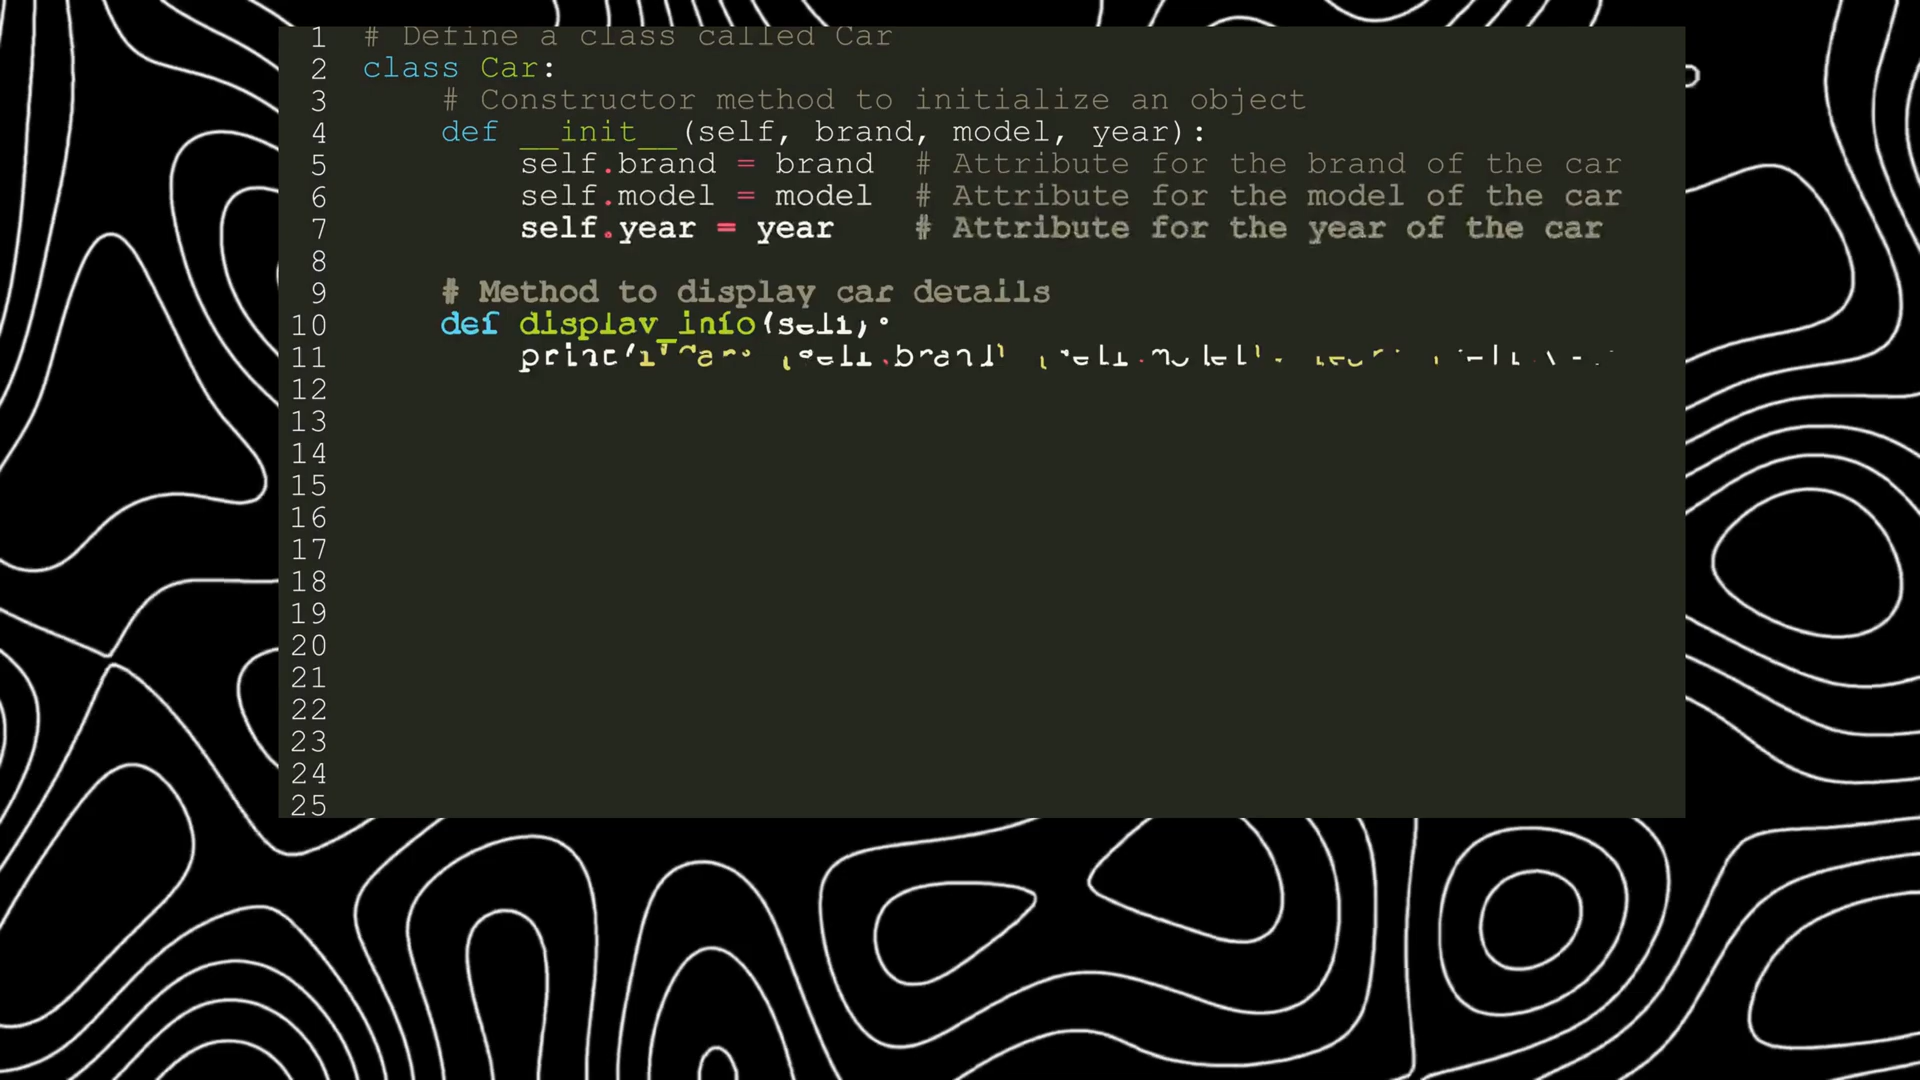 1 # Define a class called Car
2 class Car:
3 # Constructor method to initialize an object
4 def __init__(self, brand, model, year):
5 self.brand = brand # Attribute for the brand of the car
6 self.model = model # Attribute for the model of the car
7 self.year = year # Attribute for the year of the car
8
9 # Method to display car details
10 def display_info(self):
11
12
13
14
15
16
17
18
19
20
21
22
23
24
25